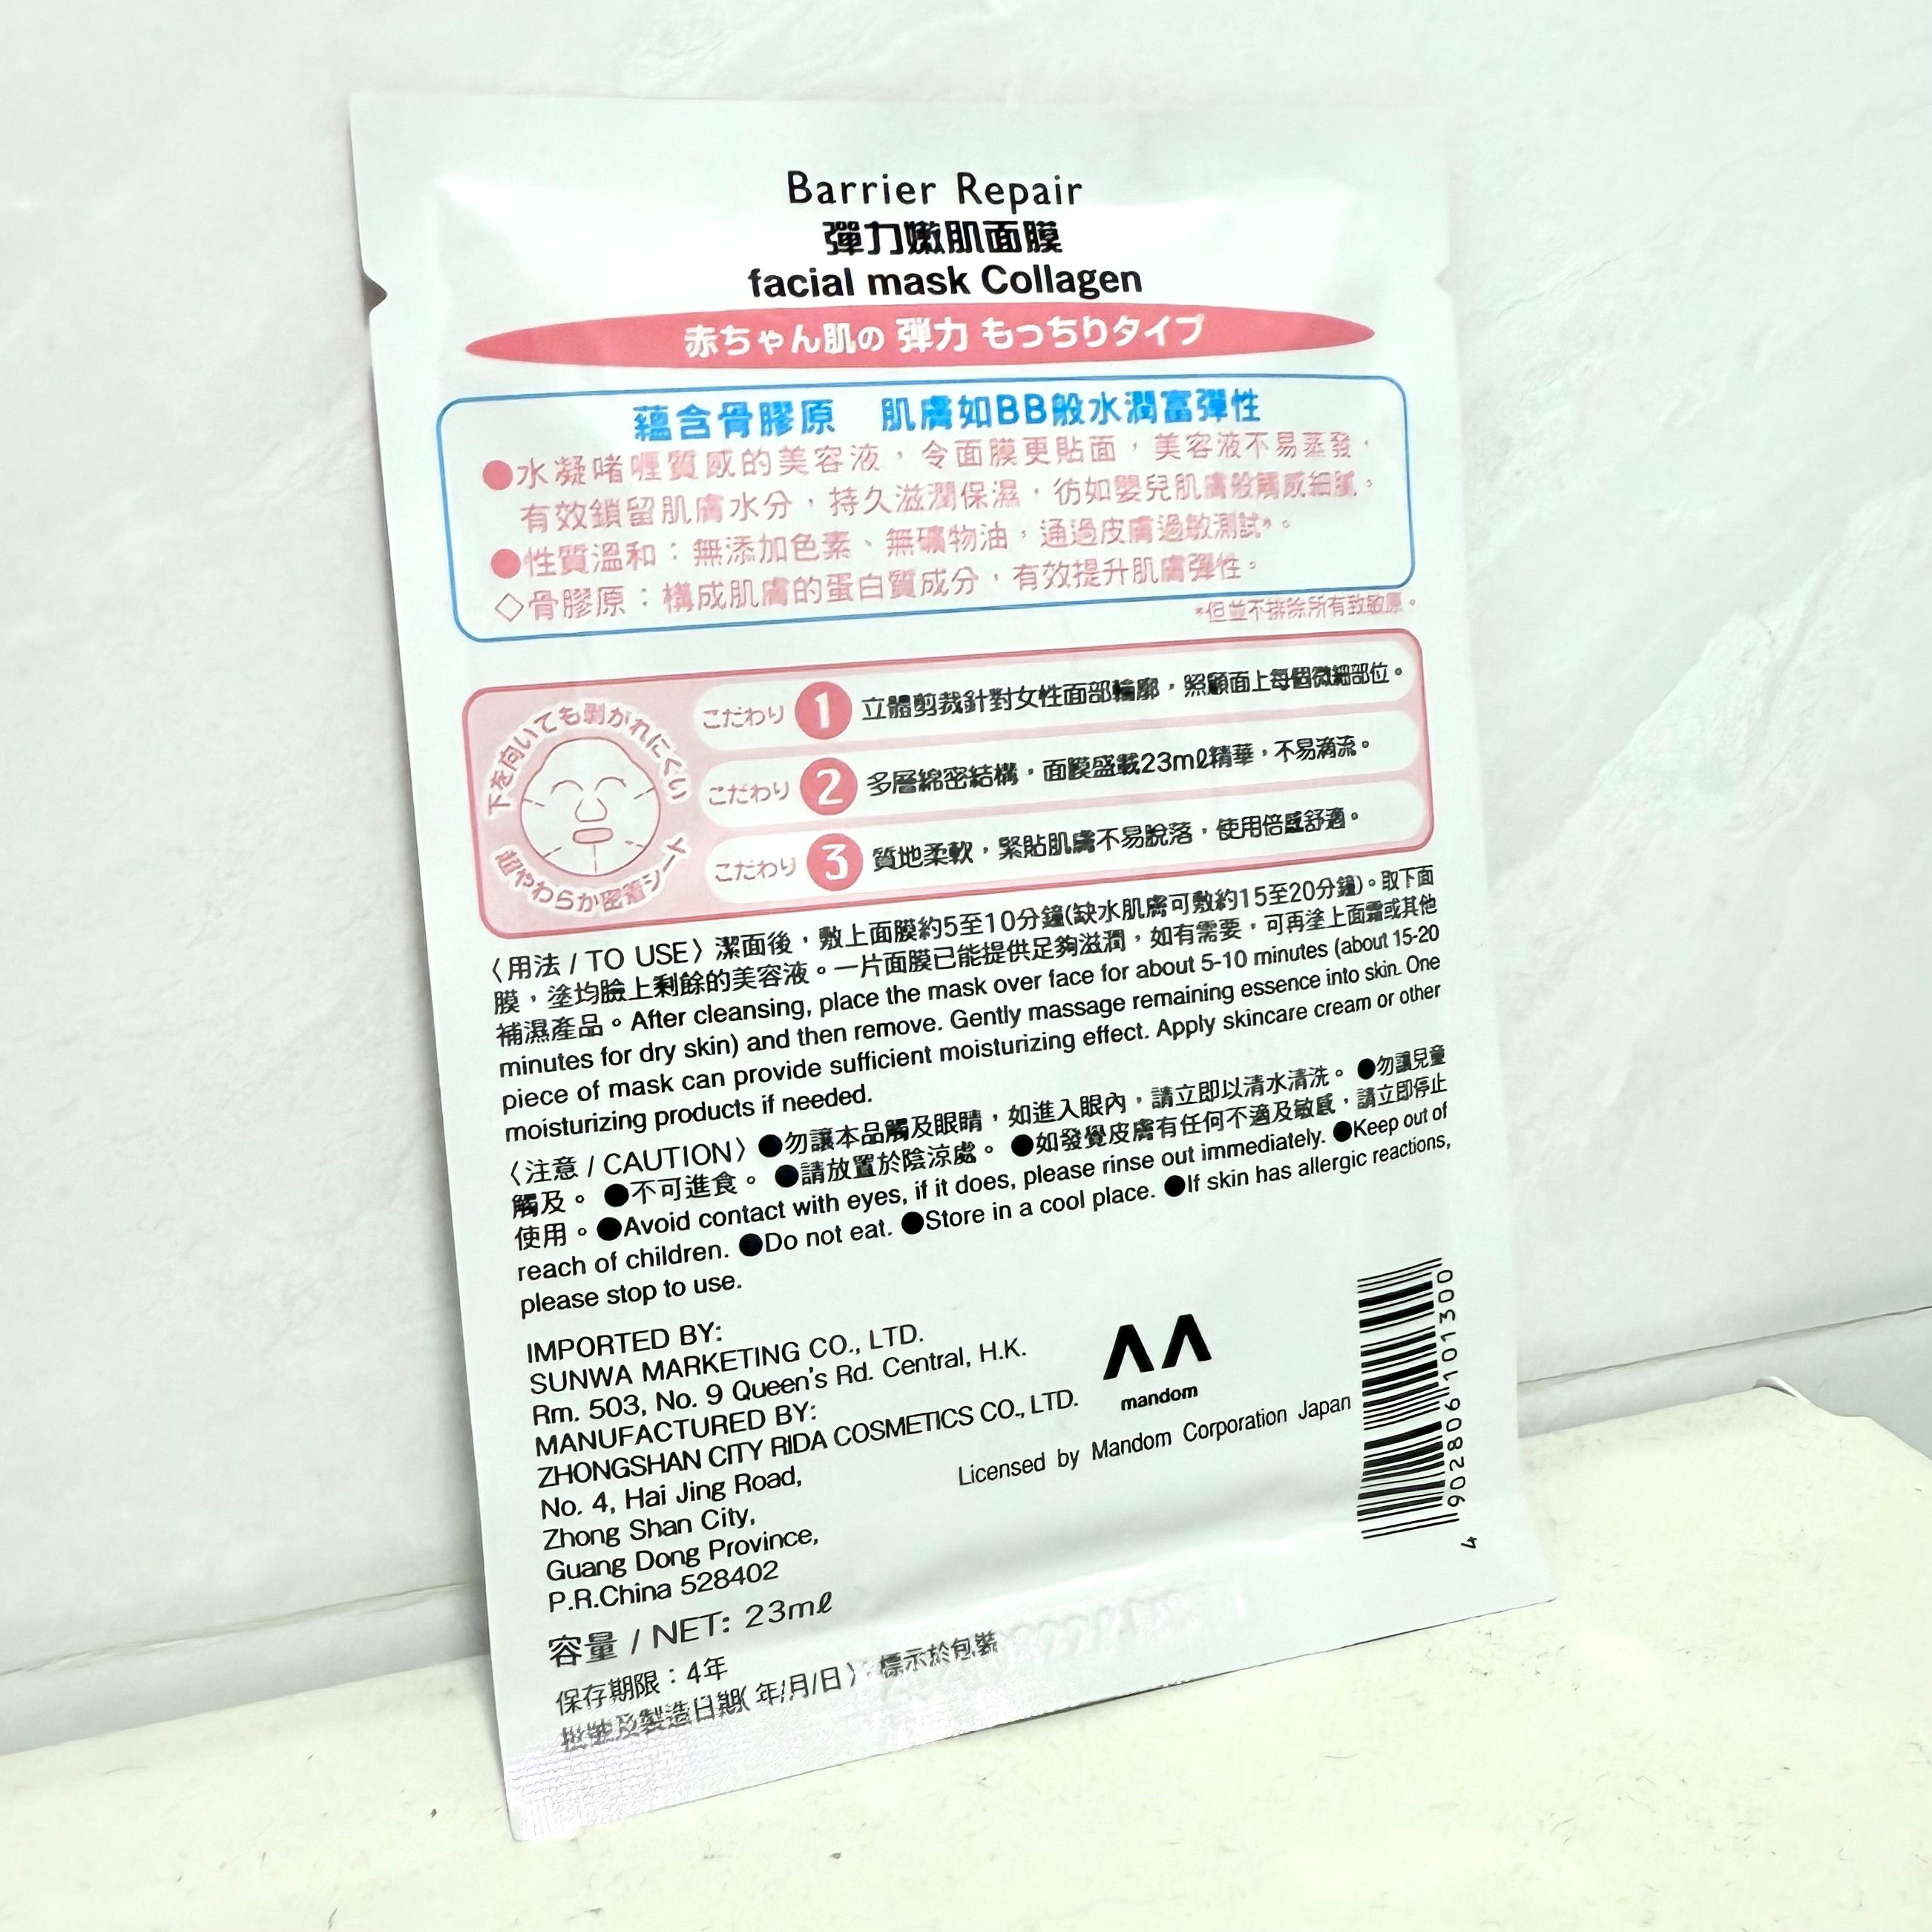 Barrier Repair
彈力嫩肌面膜
facial mask Collagen
赤ちゃん肌の 弾力 もっちりタイプ
蘊含骨膠原 肌膚如BB般水潤富彈性
●水凝啫喱質感的美容液，令面膜更貼面，美容液不易蒸發，
有效鎖留肌膚水分，持久滋潤保濕，彷如嬰兒肌膚般觸感細膩。
●性質溫和：無添加色素、無礦物油，通過皮膚過敏測試*。
◇骨膠原：構成肌膚的蛋白質成分，有效提升肌膚彈性。
*但並不排除所有致敏原。
下を向いても剥がれにくい
超やわらか密着シート
こだわり 1 立體剪裁針對女性面部輪廓，照顧面上每個微細部位。
こだわり 2 多層綿密結構，面膜盛載23mℓ精華，不易滴流。
こだわり 3 質地柔軟，緊貼肌膚不易脫落，使用倍感舒適。
〈用法 / TO USE〉潔面後，敷上面膜約5至10分鐘(缺水肌膚可敷約15至20分鐘)。取下面
膜，塗均臉上剩餘的美容液。一片面膜已能提供足夠滋潤，如有需要，可再塗上面霜或其他
補濕產品。After cleansing, place the mask over face for about 5-10 minutes (about 15-20
minutes for dry skin) and then remove. Gently massage remaining essence into skin. One
piece of mask can provide sufficient moisturizing effect. Apply skincare cream or other
moisturizing products if needed.
〈注意 / CAUTION〉●勿讓本品觸及眼睛，如進入眼內，請立即以清水清洗。 ●勿讓兒童
觸及。 ●不可進食。 ●請放置於陰涼處。 ●如發覺皮膚有任何不適及敏感，請立即停止
使用。●Avoid contact with eyes, if it does, please rinse out immediately. ●Keep out of
reach of children. ●Do not eat. ●Store in a cool place. ●If skin has allergic reactions,
please stop to use.
IMPORTED BY:
SUNWA MARKETING CO., LTD.
Rm. 503, No. 9 Queen's Rd. Central, H.K.
MANUFACTURED BY:
ZHONGSHAN CITY RIDA COSMETICS CO., LTD.
No. 4, Hai Jing Road,
Zhong Shan City,
Guang Dong Province,
P.R.China 528402
mandom
Licensed by Mandom Corporation Japan
4 902806 101300
容量 / NET: 23mℓ
保存期限：4年
批號及製造日期(年/月/日)：標示於包裝